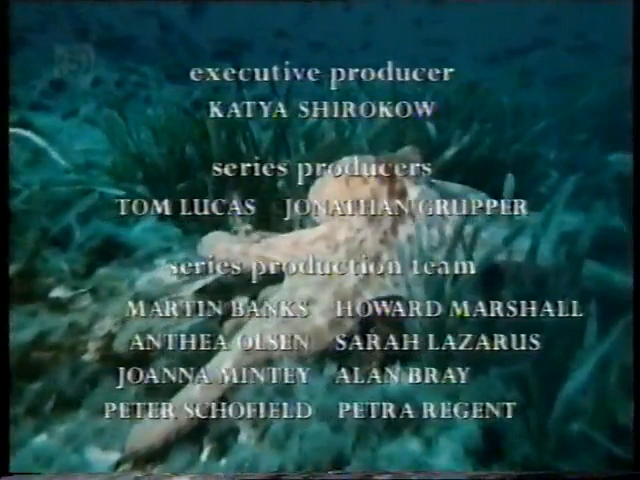 executive producer
KATYA SHIROKOW
series producers
TOM LUCAS JONATHAN GRUPPER
series production team
MARTIN BANKS HOWARD MARSHALL
ANTHEA OLSEN SARAH LAZARUS
JOANNA MINTEY ALAN BRAY
PETER SCHOFIELD PETRA REGENT